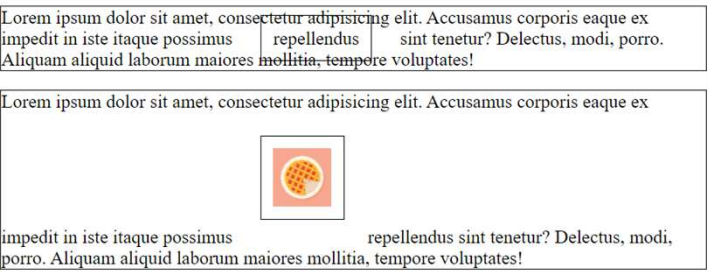 Lorem ipsum dolor sit amet, consectetur adipisicing elit. Accusamus corporis eaque ex
impedit in iste itaque possimus repellendus sint tenetur? Delectus, modi, porro.
Aliquam aliquid laborum maiores mollitia, tempore voluptates!
Lorem ipsum dolor sit amet, consectetur adipisicing elit. Accusamus corporis eaque ex
impedit in iste itaque possimus repellendus sint tenetur? Delectus, modi,
porro. Aliquam aliquid laborum maiores mollitia, tempore voluptates!